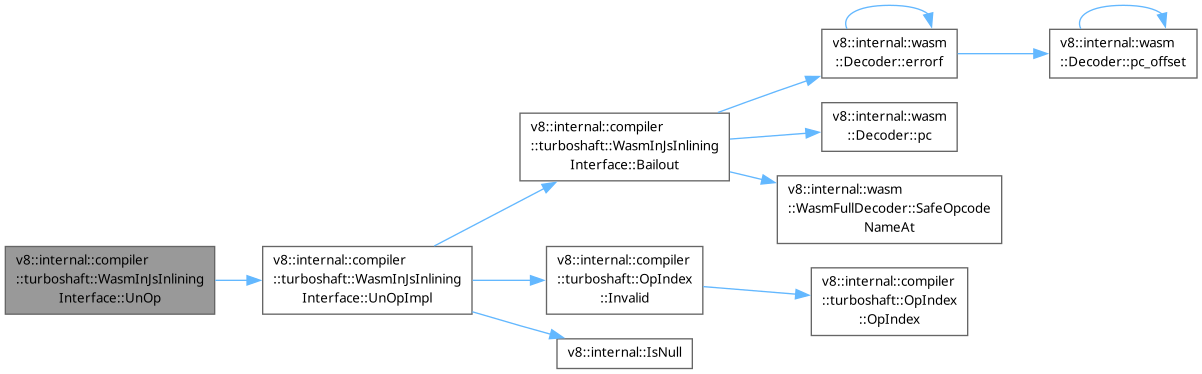 v8::internal::compiler
::turboshaft::WasmInJsInlining
Interface::UnOp
v8::internal::compiler
::turboshaft::WasmInJsInlining
Interface::UnOpImpl
v8::internal::compiler
::turboshaft::WasmInJsInlining
Interface::Bailout
v8::internal::wasm
::Decoder::errorf
v8::internal::wasm
::Decoder::pc_offset
v8::internal::wasm
::Decoder::pc
v8::internal::wasm
::WasmFullDecoder::SafeOpcode
NameAt
v8::internal::compiler
::turboshaft::OpIndex
::Invalid
v8::internal::compiler
::turboshaft::OpIndex
::OpIndex
v8::internal::IsNull